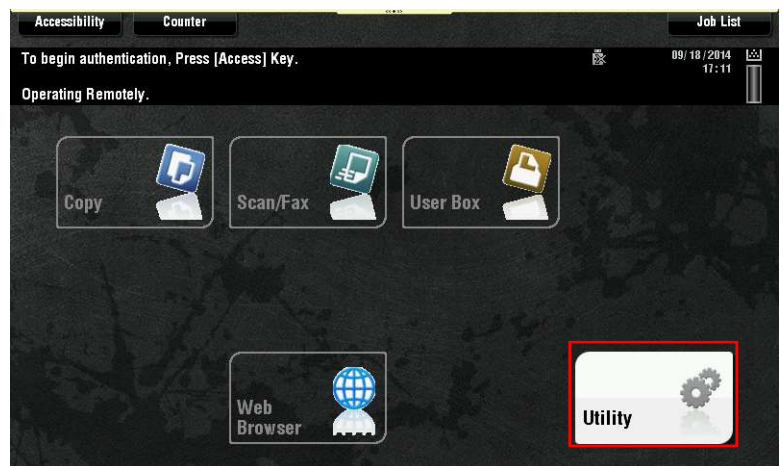 Accessibility
Counter
Job List
To begin authentication, Press [Access] Key.
09/18/2014
17:11
Operating Remotely.
Copy
Scan/Fax
User Box
Web
Browser
Utility